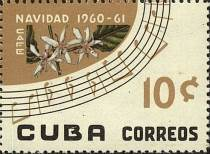 NAVIDAD 1960-61
CAFE
10¢
CUBA CORREOS